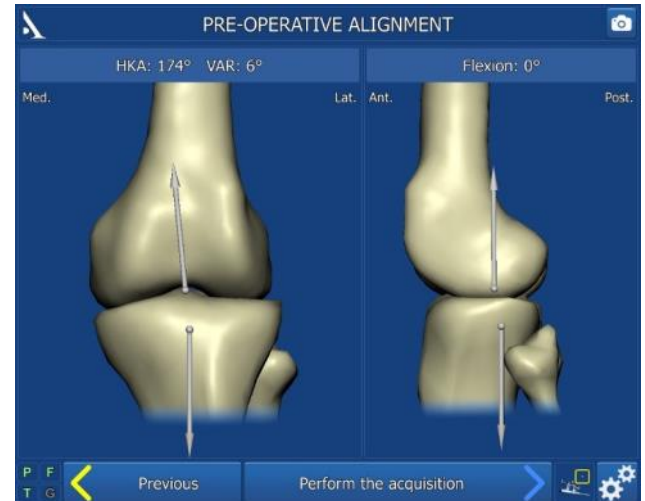 PRE-OPERATIVE ALIGNMENT
HKA: 174° VAR: 6°
Flexion: 0°
Med.
Lat.
Ant.
Post.
P F
T G
Previous
Perform the acquisition